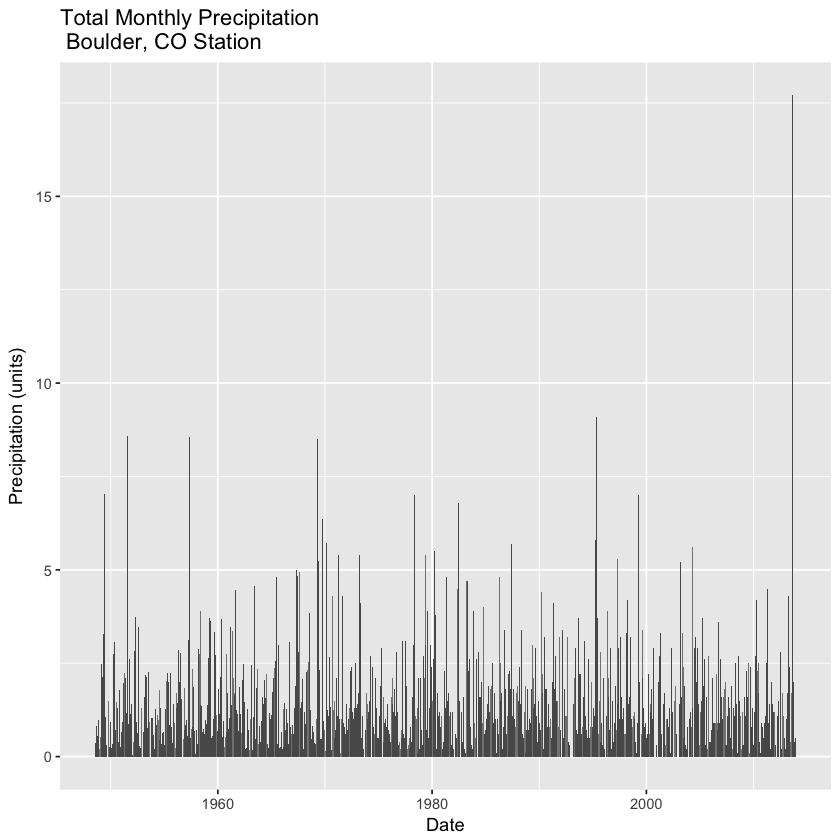 Total Monthly Precipitation
Boulder, CO Station
Precipitation (units)
15
10
5
0
1960
1980
2000
Date